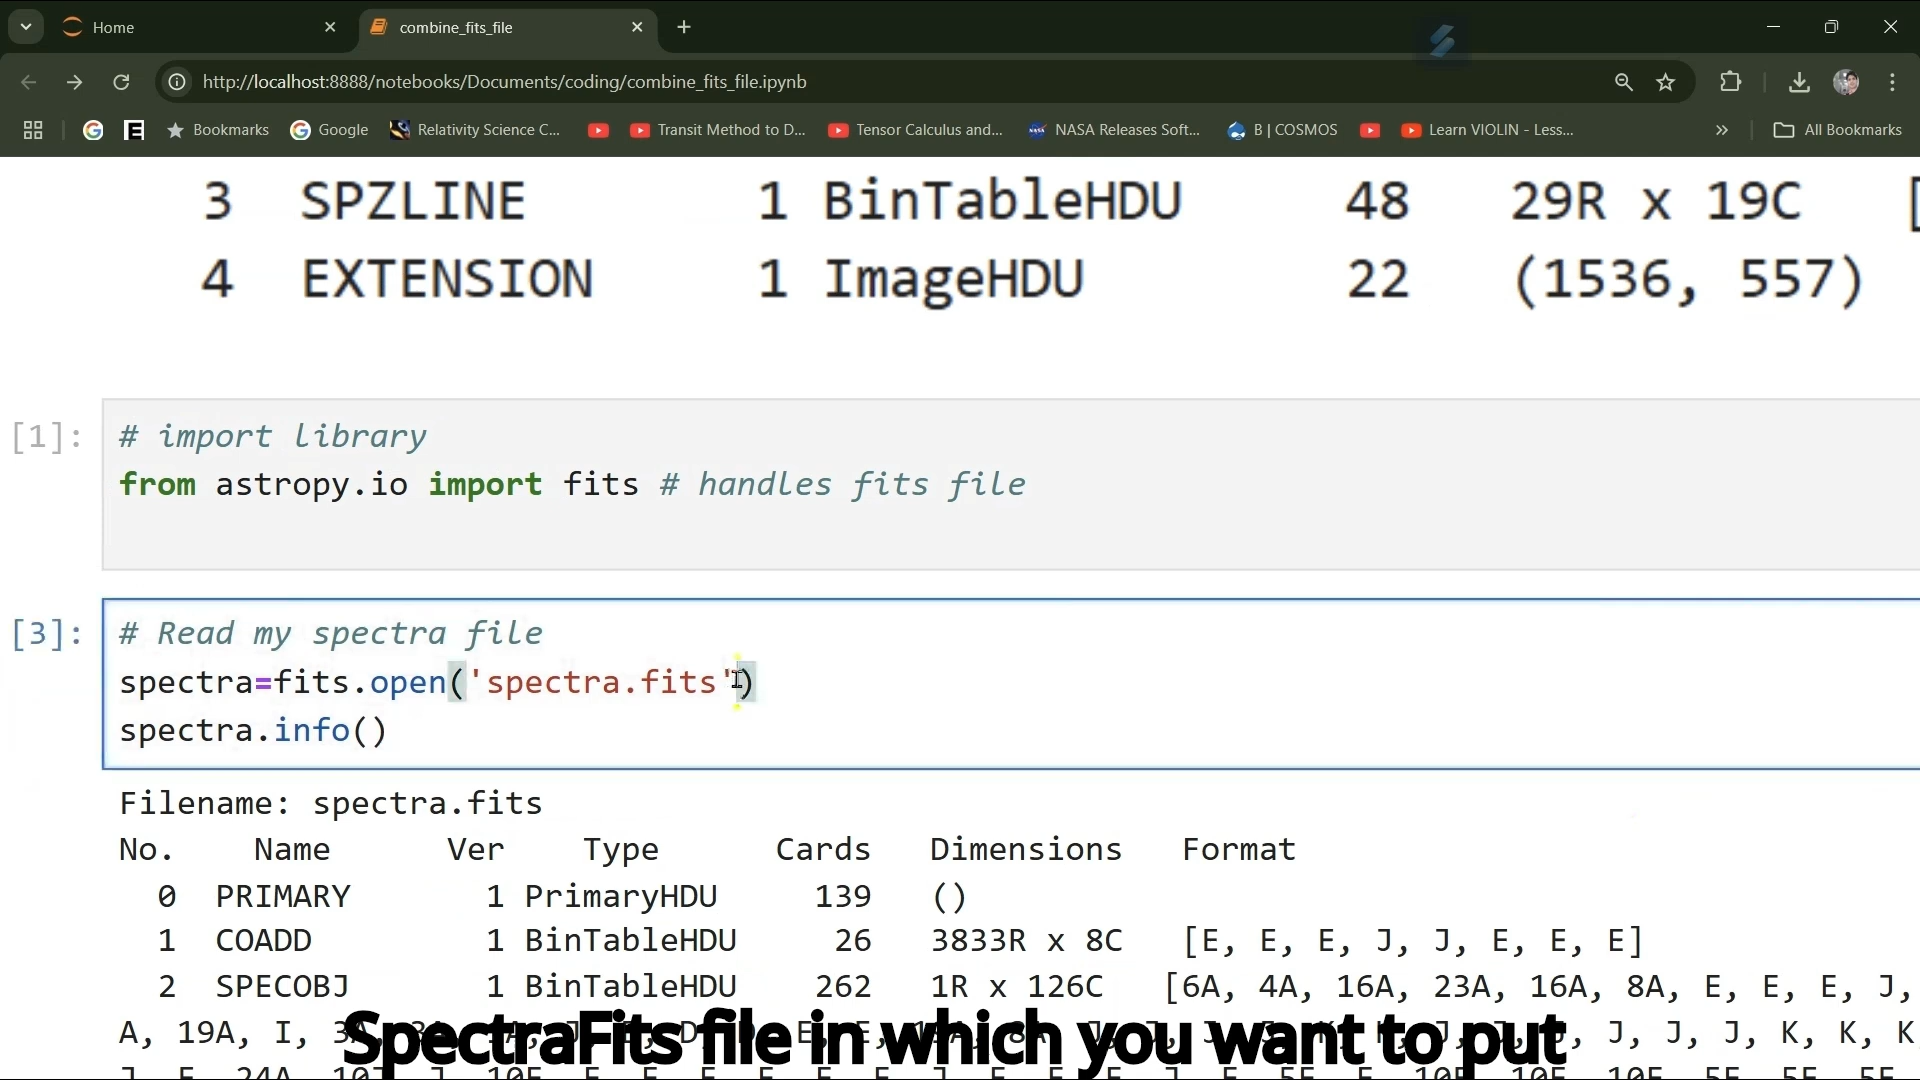 Home
combine_fits_file
http://localhost:8888/notebooks/Documents/coding/combine_fits_file.ipynb
Bookmarks
Google
Relativity Science C...
Transit Method to D...
Tensor Calculus and...
NASA Releases Soft...
B | COSMOS
Learn VIOLIN - Less...
»
All Bookmarks
3 SPZLINE 1 BinTableHDU 48 29R x 19C [
4 EXTENSION 1 ImageHDU 22 (1536, 557)
[1]:
# import library
from astropy.io import fits # handles fits file
[3]:
# Read my spectra file
spectra=fits.open('spectra.fits')
spectra.info()
Filename: spectra.fits
No. Name Ver Type Cards Dimensions Format
0 PRIMARY 1 PrimaryHDU 139 ()
1 COADD 1 BinTableHDU 26 3833R x 8C [E, E, E, J, J, E, E, E]
2 SPECOBJ 1 BinTableHDU 262 1R x 126C [6A, 4A, 16A, 23A, 16A, 8A, E, E, E, J,
A, 19A, I,
SpectraFits file in which you want to put